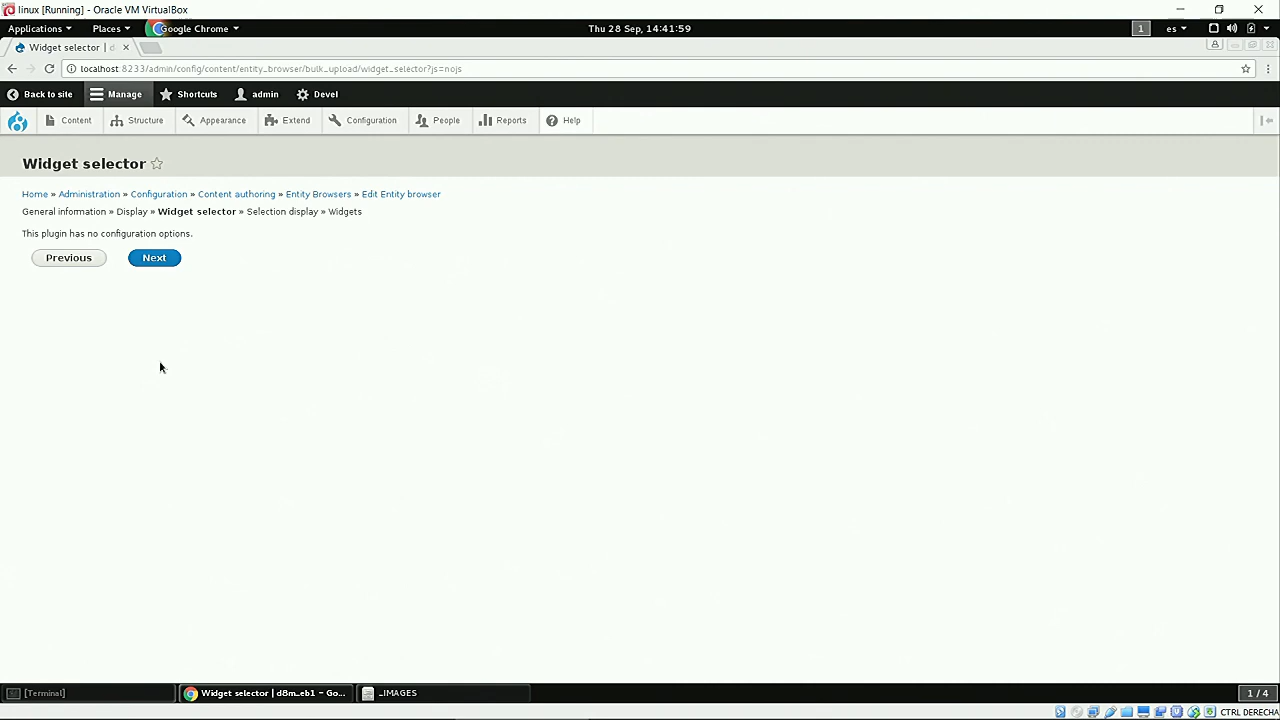 linux [Running] - Oracle VM VirtualBox
Applications Places Google Chrome Thu 28 Sep, 14:41:59 1 es
Widget selector | d
localhost:8233/admin/config/content/entity_browser/bulk_upload/widget_selector?js=nojs
Back to site Manage Shortcuts admin Devel
Content Structure Appearance Extend Configuration People Reports Help
Widget selector
Home » Administration » Configuration » Content authoring » Entity Browsers » Edit Entity browser
General information » Display » Widget selector » Selection display » Widgets
This plugin has no configuration options.
Previous Next
[Terminal] Widget selector | d8m_eb1 - Go... _IMAGES 1 / 4
CTRL DERECHA